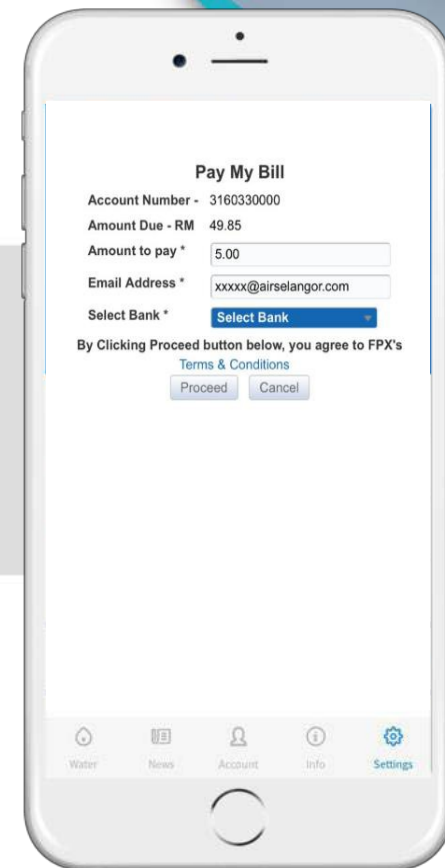 Pay My Bill
Account Number - 3160330000
Amount Due - RM 49.85
Amount to pay * 5.00
Email Address * xxxxx@airselangor.com
Select Bank * Select Bank
By Clicking Proceed button below, you agree to FPX's
Terms & Conditions
Proceed Cancel
Water News Account Info Settings